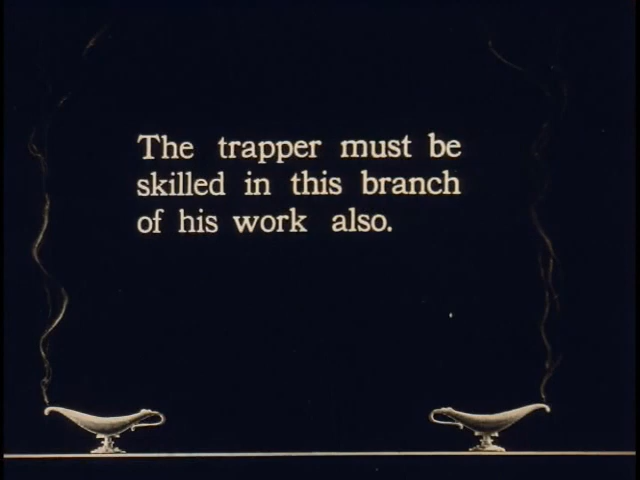 The trapper must be
skilled in this branch
of his work also.